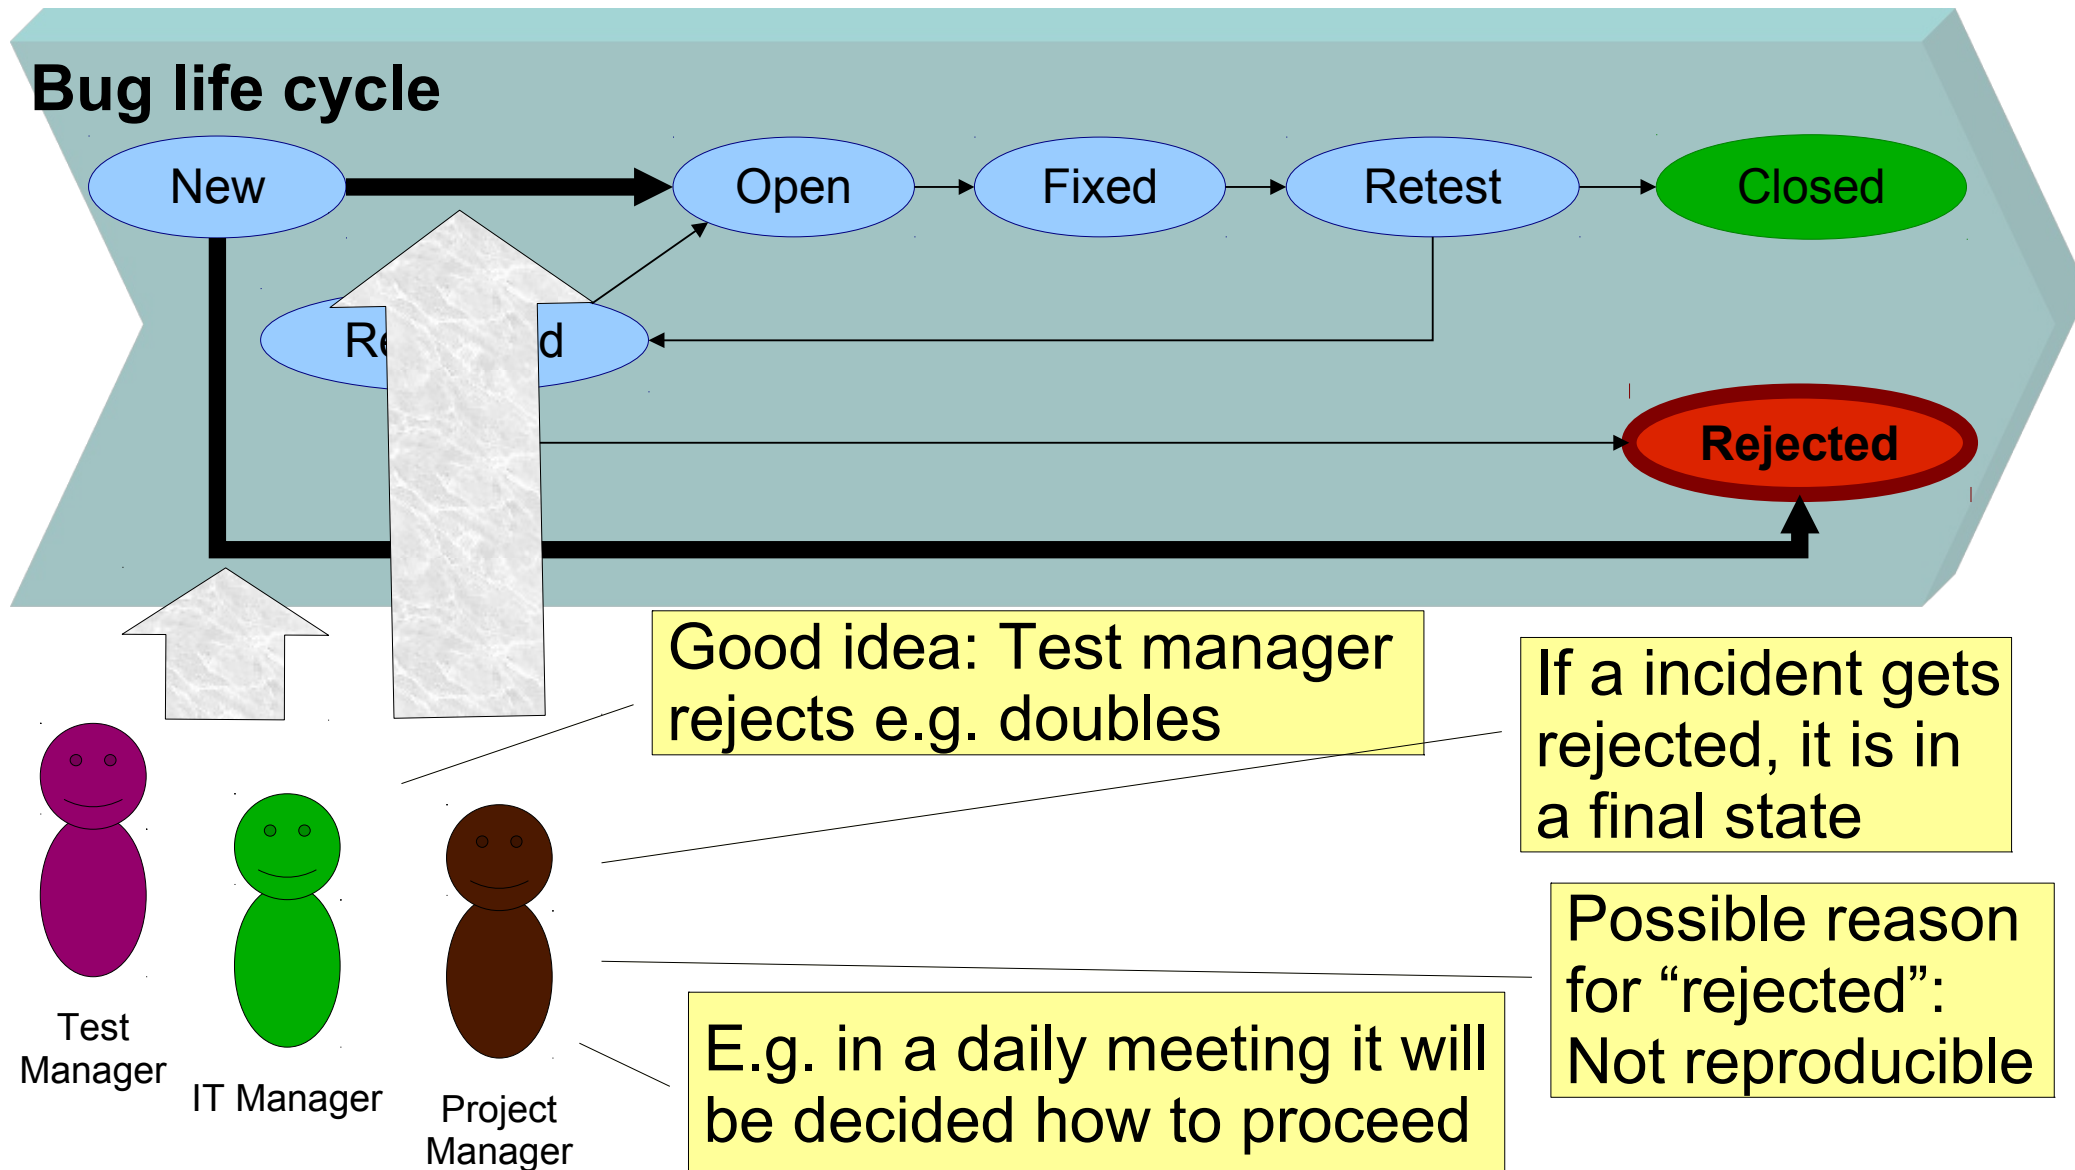 Bug life cycle
New
Open
Fixed
Retest
Closed
Rejected
Good idea: Test manager
rejects e.g. doubles
If a incident gets
rejected, it is in
a final state
Possible reason
for “rejected”:
Not reproducible
E.g. in a daily meeting it will
be decided how to proceed
Test
Manager
IT Manager
Project
Manager